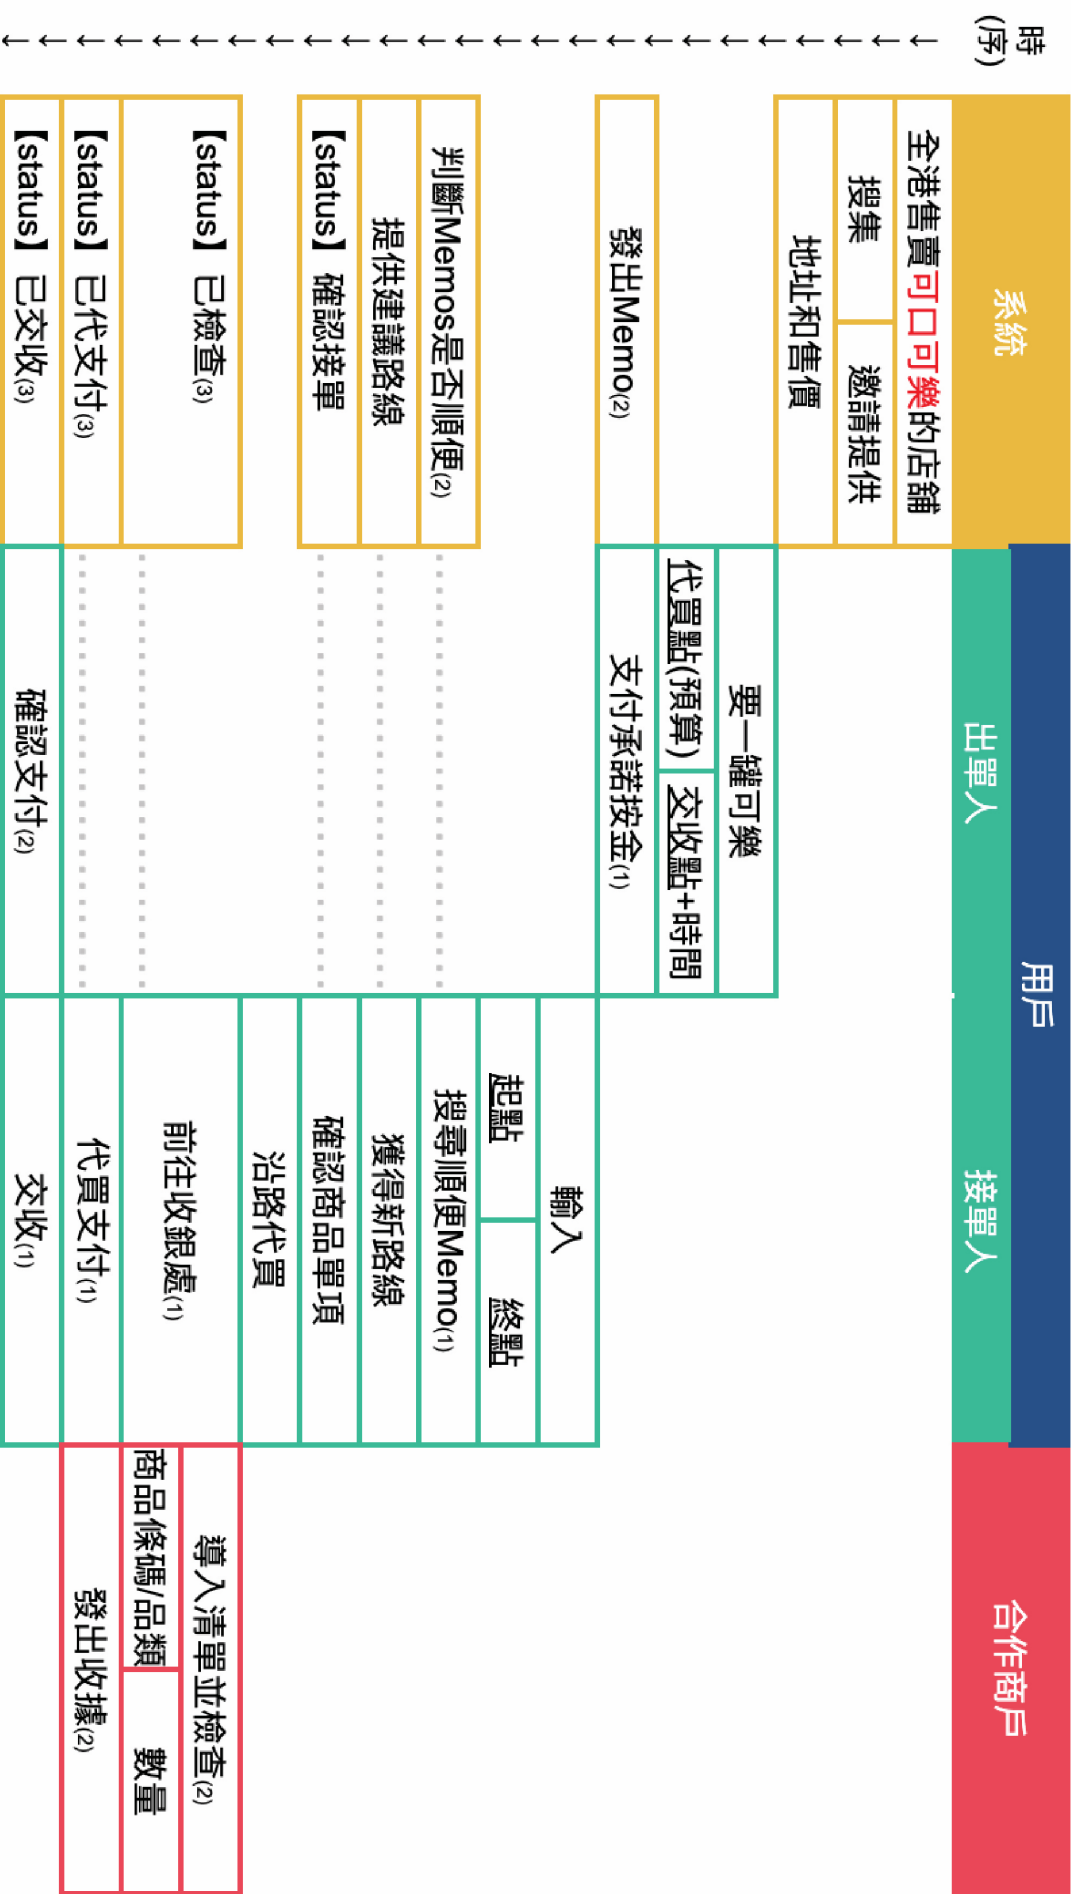 時
(序)
系統
用戶
合作商戶
出單人
接單人
全港售賣可口可樂的店舖
搜集
邀請提供
地址和售價
要一罐可樂
代買點(預算)
交收點+時間
發出Memo(2)
支付承諾按金(1)
輸入
起點
終點
判斷Memos是否順便(2)
搜尋順便Memo(1)
提供建議路線
獲得新路線
【status】確認接單
確認商品單項
沿路代買
【status】已檢查(3)
前往收銀處(1)
導入清單並檢查(2)
商品條碼/品類
數量
【status】已代支付(3)
代買支付(1)
發出收據(2)
【status】已交收(3)
確認支付(2)
交收(1)